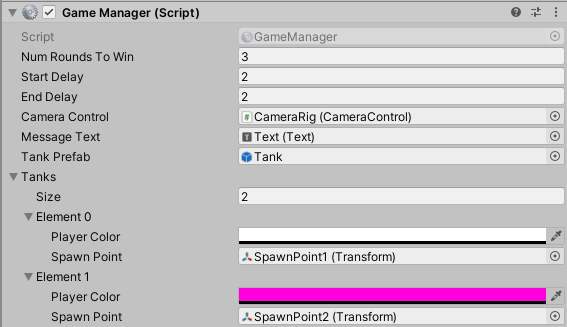 Game Manager (Script)
Script GameManager
Num Rounds To Win 3
Start Delay 2
End Delay 2
Camera Control CameraRig (CameraControl)
Message Text Text (Text)
Tank Prefab Tank
Tanks
Size 2
Element 0
Player Color
Spawn Point SpawnPoint1 (Transform)
Element 1
Player Color
Spawn Point SpawnPoint2 (Transform)